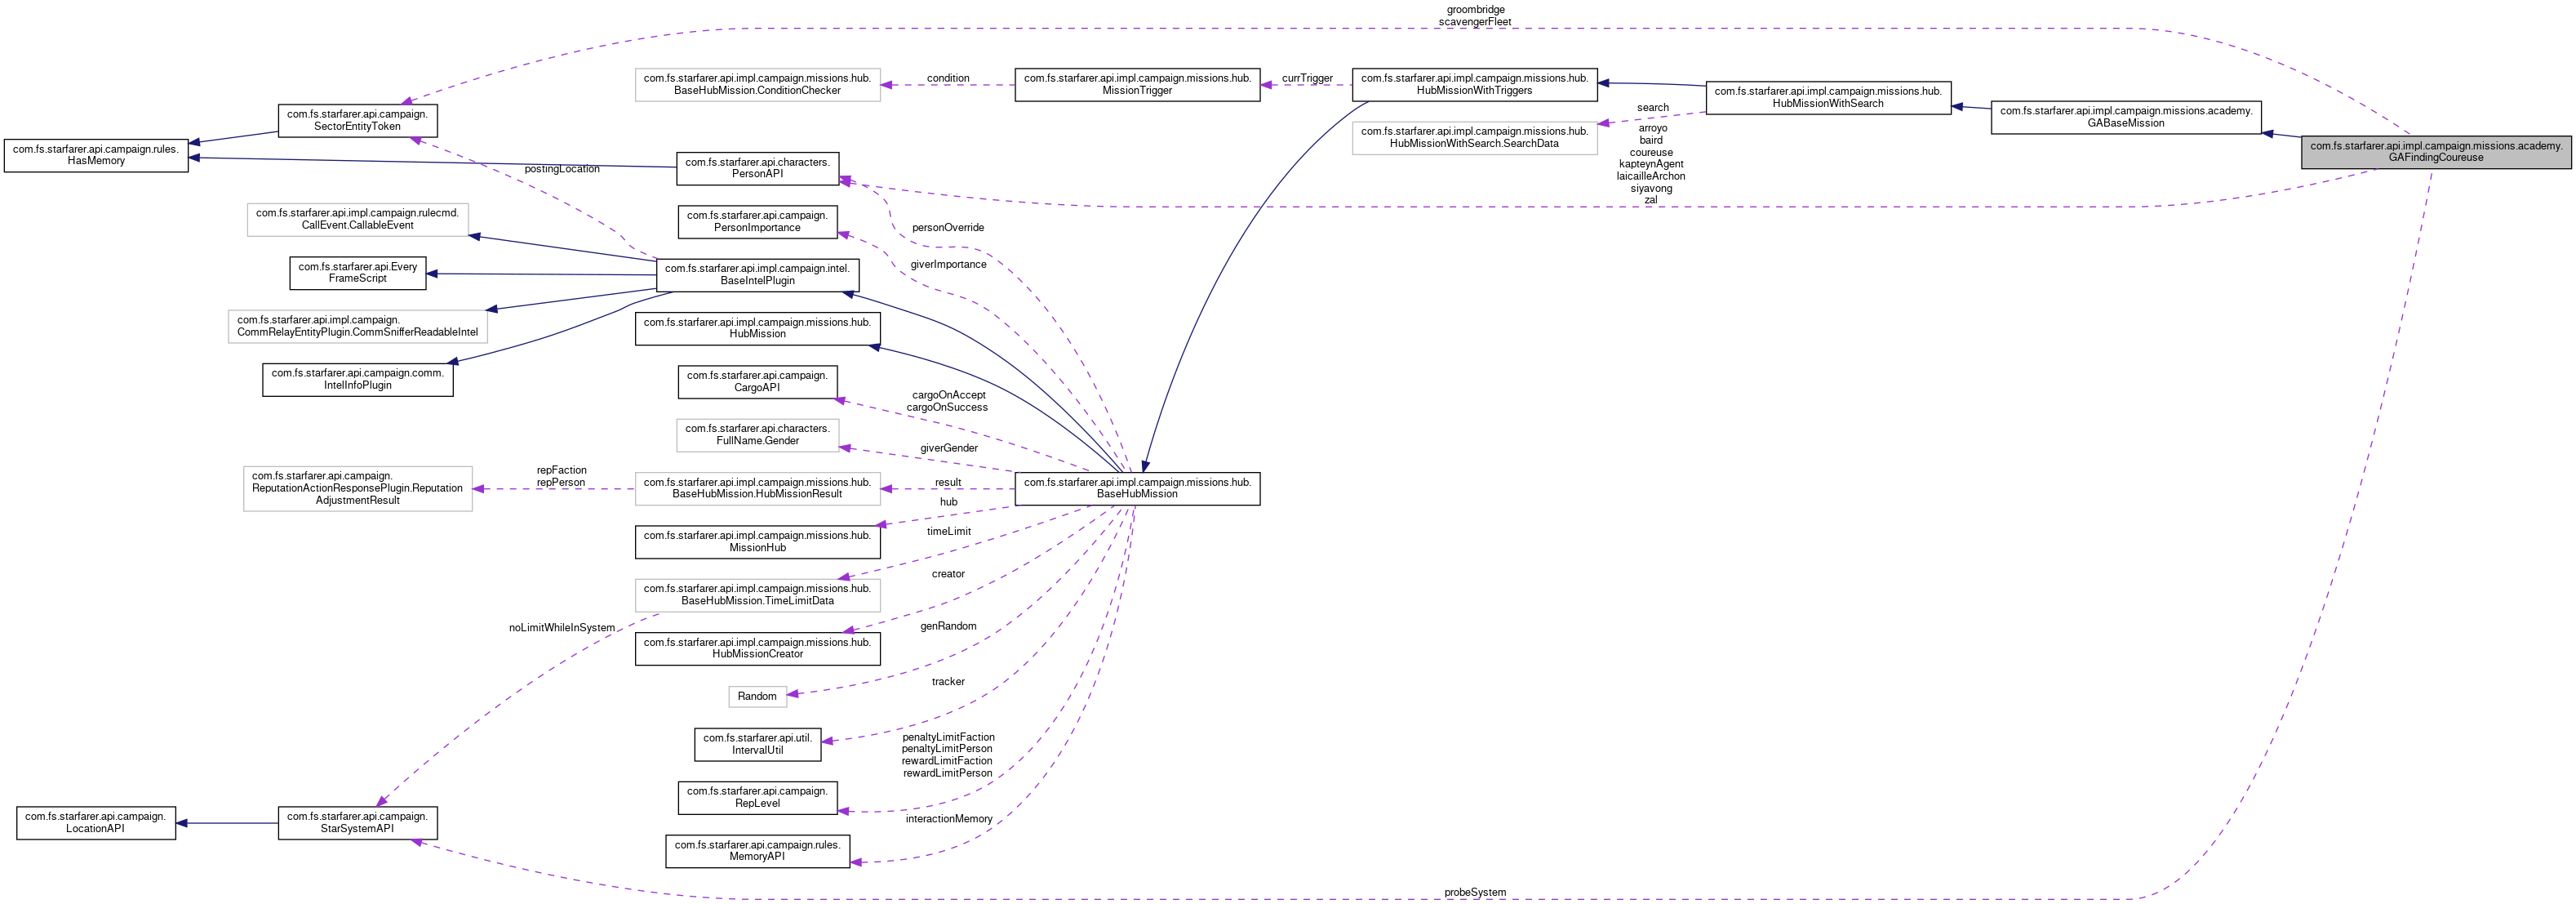 groombridge
scavengerFleet
com.fs.starfarer.api.impl.campaign.missions.hub.
BaseHubMission.ConditionChecker
condition
com.fs.starfarer.api.impl.campaign.missions.hub.
MissionTrigger
currTrigger
com.fs.starfarer.api.impl.campaign.missions.hub.
HubMissionWithTriggers
com.fs.starfarer.api.impl.campaign.missions.hub.
HubMissionWithSearch
com.fs.starfarer.api.impl.campaign.missions.academy.
GABaseMission
com.fs.starfarer.api.impl.campaign.missions.academy.
GAFindingCoureuse
search
com.fs.starfarer.api.impl.campaign.missions.hub.
HubMissionWithSearch.SearchData
arroyo
baird
coureuse
kapteynAgent
laicailleArchon
siyavong
zal
com.fs.starfarer.api.campaign.
SectorEntityToken
com.fs.starfarer.api.campaign.rules.
HasMemory
com.fs.starfarer.api.characters.
PersonAPI
postingLocation
com.fs.starfarer.api.impl.campaign.rulecmd.
CallEvent.CallableEvent
com.fs.starfarer.api.campaign.
PersonImportance
personOverride
giverImportance
com.fs.starfarer.api.Every
FrameScript
com.fs.starfarer.api.impl.campaign.intel.
BaseIntelPlugin
com.fs.starfarer.api.impl.campaign.
CommRelayEntityPlugin.CommSnifferReadableIntel
com.fs.starfarer.api.impl.campaign.missions.hub.
HubMission
com.fs.starfarer.api.campaign.comm.
IntelInfoPlugin
com.fs.starfarer.api.campaign.
CargoAPI
cargoOnAccept
cargoOnSuccess
com.fs.starfarer.api.characters.
FullName.Gender
giverGender
com.fs.starfarer.api.campaign.
ReputationActionResponsePlugin.Reputation
AdjustmentResult
repFaction
repPerson
com.fs.starfarer.api.impl.campaign.missions.hub.
BaseHubMission.HubMissionResult
result
com.fs.starfarer.api.impl.campaign.missions.hub.
BaseHubMission
hub
com.fs.starfarer.api.impl.campaign.missions.hub.
MissionHub
timeLimit
com.fs.starfarer.api.impl.campaign.missions.hub.
BaseHubMission.TimeLimitData
creator
noLimitWhileInSystem
com.fs.starfarer.api.impl.campaign.missions.hub.
HubMissionCreator
genRandom
Random
tracker
com.fs.starfarer.api.util.
IntervalUtil
penaltyLimitFaction
penaltyLimitPerson
rewardLimitFaction
rewardLimitPerson
com.fs.starfarer.api.campaign.
RepLevel
com.fs.starfarer.api.campaign.
LocationAPI
com.fs.starfarer.api.campaign.
StarSystemAPI
interactionMemory
com.fs.starfarer.api.campaign.rules.
MemoryAPI
probeSystem